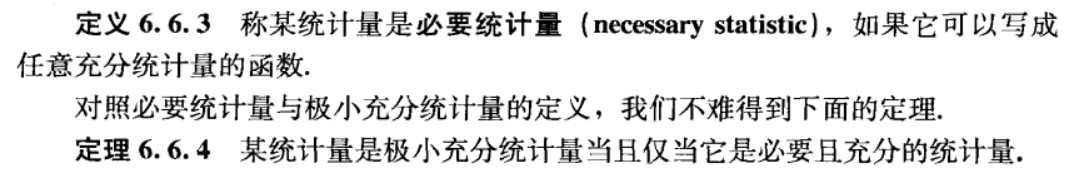 定义 6.6.3 称某统计量是必要统计量（necessary statistic），如果它可以写成
任意充分统计量的函数.
对照必要统计量与极小充分统计量的定义，我们不难得到下面的定理.
定理 6.6.4 某统计量是极小充分统计量当且仅当它是必要且充分的统计量.